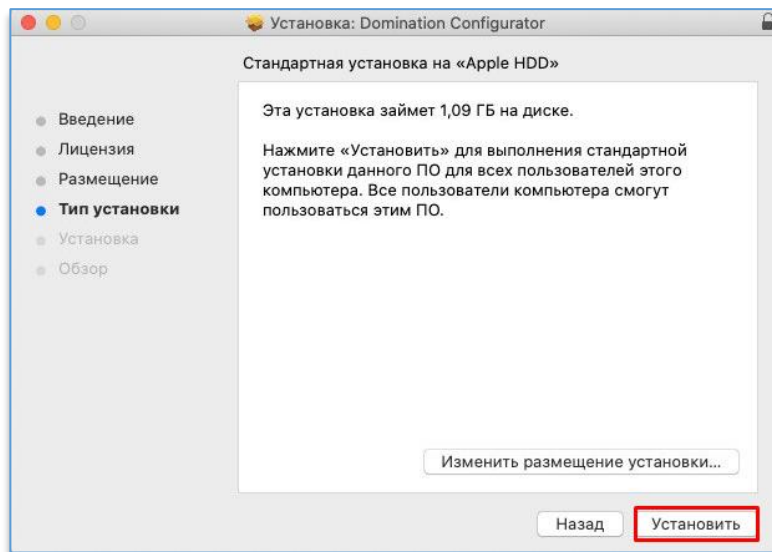 Установка: Domination Configurator
Стандартная установка на «Apple HDD»
Введение
Лицензия
Размещение
Тип установки
Установка
Обзор
Эта установка займет 1,09 ГБ на диске.
Нажмите «Установить» для выполнения стандартной
установки данного ПО для всех пользователей этого
компьютера. Все пользователи компьютера смогут
пользоваться этим ПО.
Изменить размещение установки...
Назад
Установить